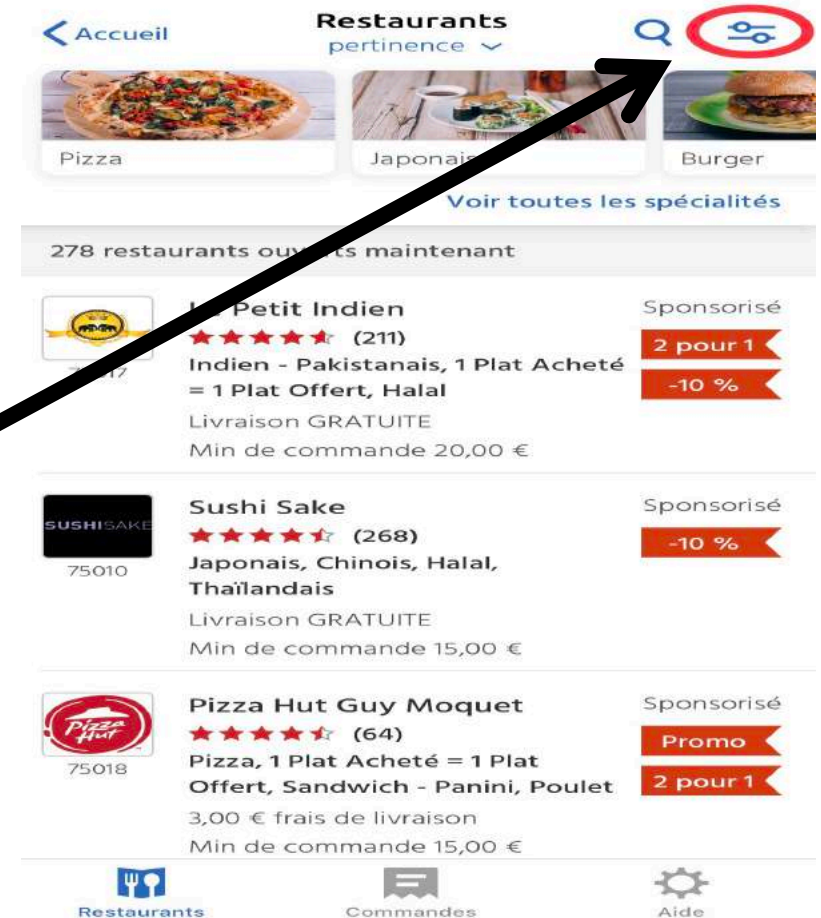 Accueil
Restaurants
pertinence
Pizza
Japonais
Burger
Voir toutes les spécialités
278 restaurants ouverts maintenant
Petit Indien
Sponsorisé
(211)
2 pour 1
Indien - Pakistanais, 1 Plat Acheté
= 1 Plat Offert, Halal
-10 %
Livraison GRATUITE
Min de commande 20,00 €
SUSHISAKE
75010
Sushi Sake
Sponsorisé
(268)
-10 %
Japonais, Chinois, Halal,
Thaïlandais
Livraison GRATUITE
Min de commande 15,00 €
Pizza Hut
75018
Pizza Hut Guy Moquet
Sponsorisé
(64)
Promo
Pizza, 1 Plat Acheté = 1 Plat
Offert, Sandwich - Panini, Poulet
2 pour 1
3,00 € frais de livraison
Min de commande 15,00 €
Restaurants
Commandes
Aide